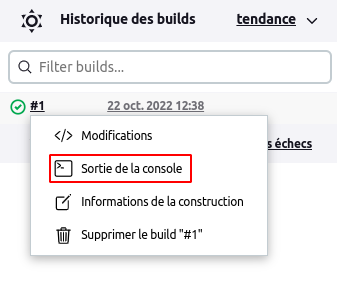 Historique des builds tendance
Filter builds...
#1 22 oct. 2022 12:38
Modifications
s échecs
Sortie de la console
Informations de la construction
Supprimer le build "#1"